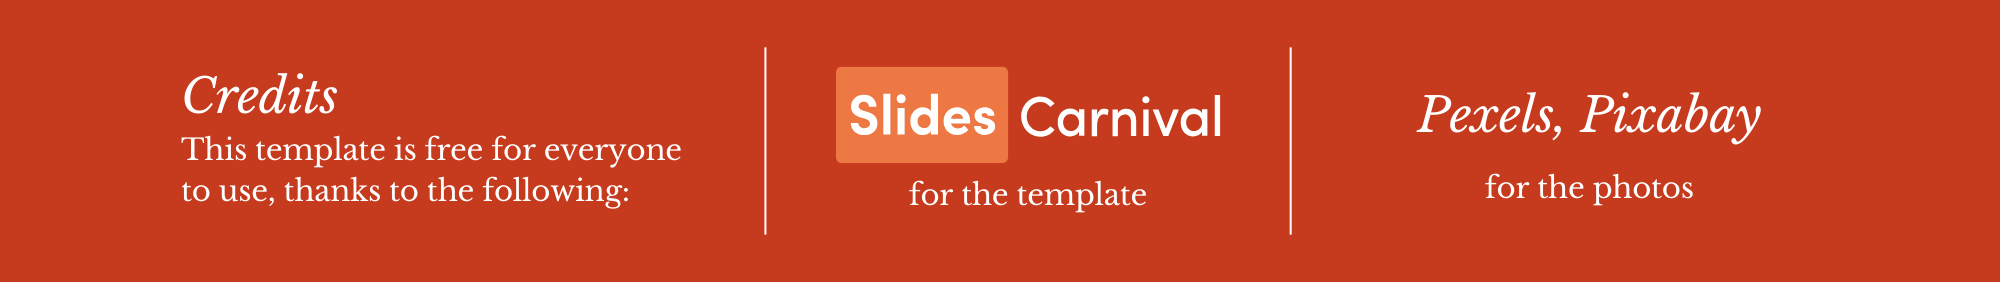 Credits
This template is free for everyone
to use, thanks to the following:
Slides Carnival
for the template
Pexels, Pixabay
for the photos